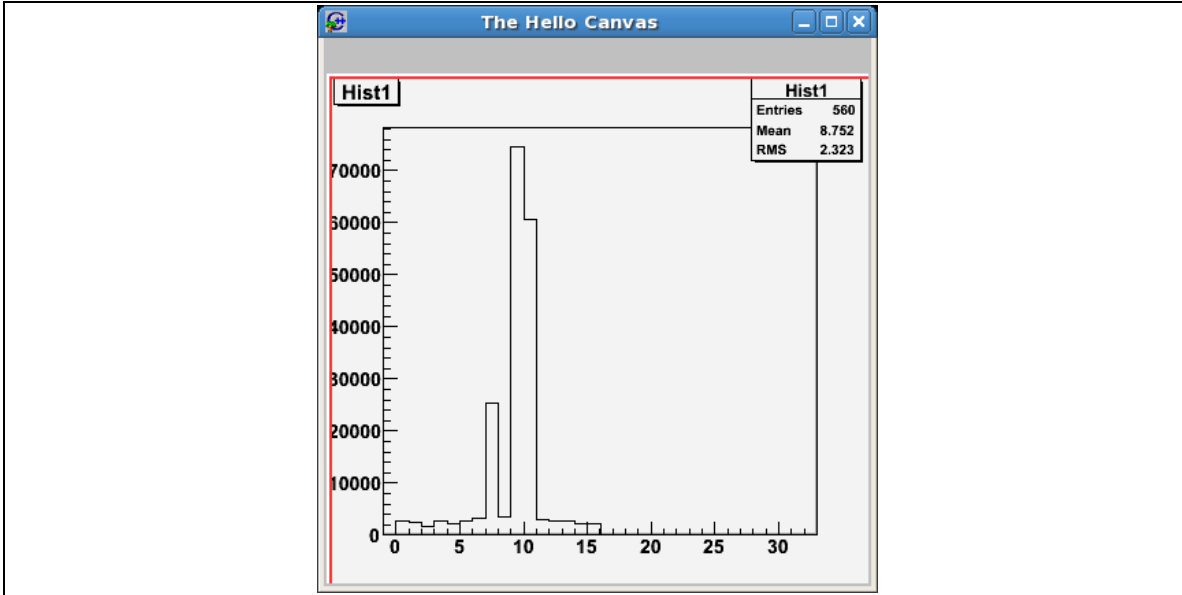 The Hello Canvas
Hist1
Hist1
Entries 560
Mean 8.752
RMS 2.323
70000
60000
50000
40000
30000
20000
10000
0
0 5 10 15 20 25 30